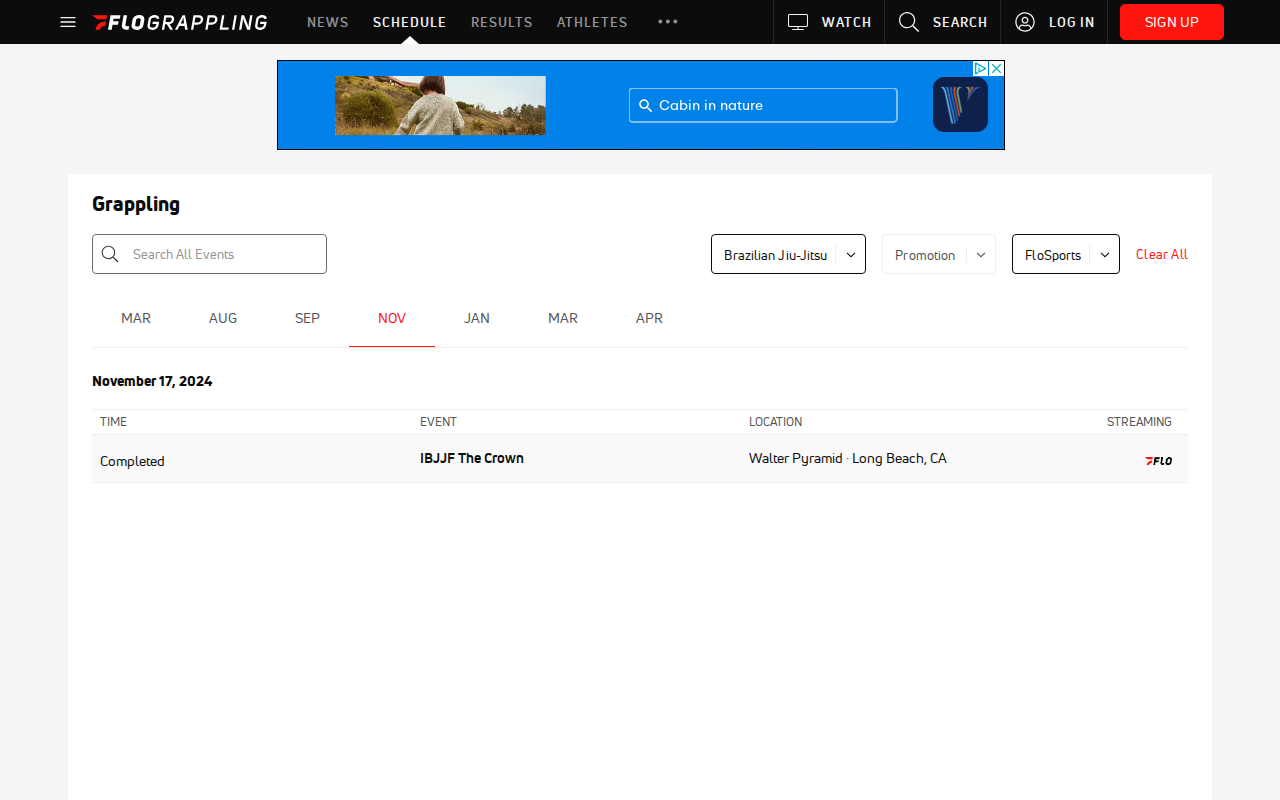 FLOGRAPPLING NEWS SCHEDULE RESULTS ATHLETES ••• WATCH SEARCH LOG IN SIGN UP
Cabin in nature
Grappling
Search All Events Brazilian Jiu-Jitsu Promotion FloSports Clear All
MAR AUG SEP NOV JAN MAR APR
November 17, 2024
TIME EVENT LOCATION STREAMING
Completed IBJJF The Crown Walter Pyramid · Long Beach, CA FLO